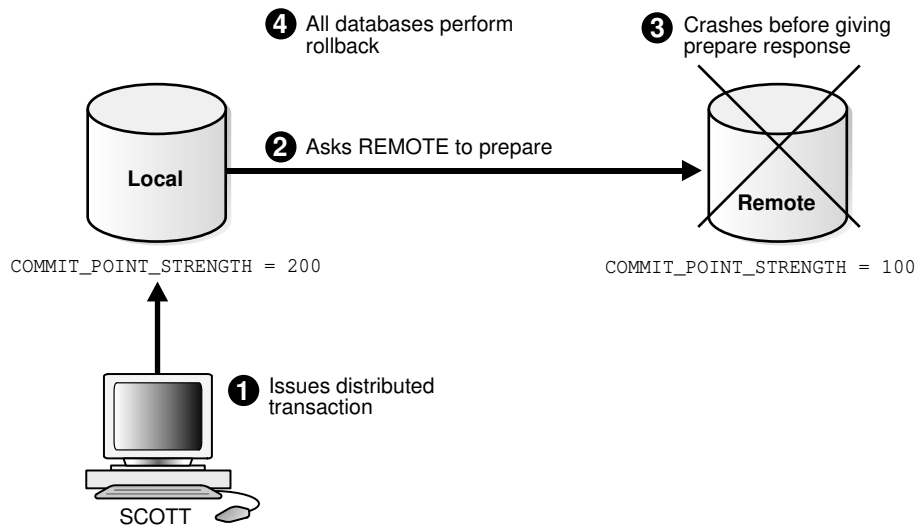 4 All databases perform
rollback
3 Crashes before giving
prepare response
2 Asks REMOTE to prepare
Local
Remote
COMMIT_POINT_STRENGTH = 200
COMMIT_POINT_STRENGTH = 100
1 Issues distributed
transaction
SCOTT